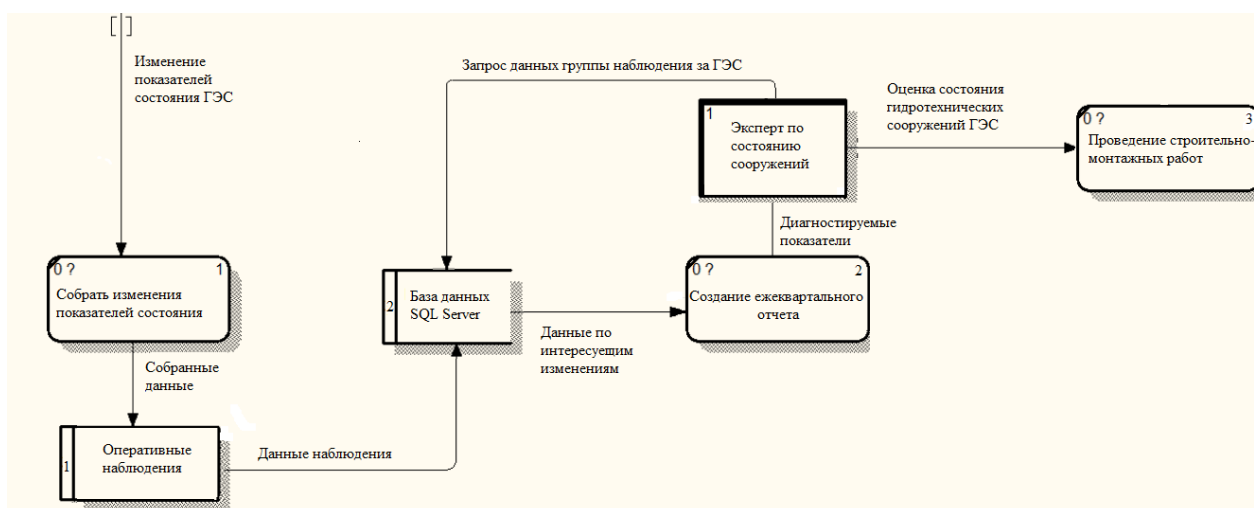 [ ]
Изменение
показателей
состояния ГЭС
Запрос данных группы наблюдения за ГЭС
Оценка состояния
гидротехнических
сооружений ГЭС
1
Эксперт по
состоянию
сооружений
0 ?
3
Проведение строительно-
монтажных работ
Диагностируемые
показатели
0 ?
1
Собрать изменения
показателей состояния
2
База данных
SQL Server
0 ?
2
Создание ежеквартального
отчета
Данные по
интересуещим
изменениям
Собранные
данные
1
Оперативные
наблюдения
Данные наблюдения